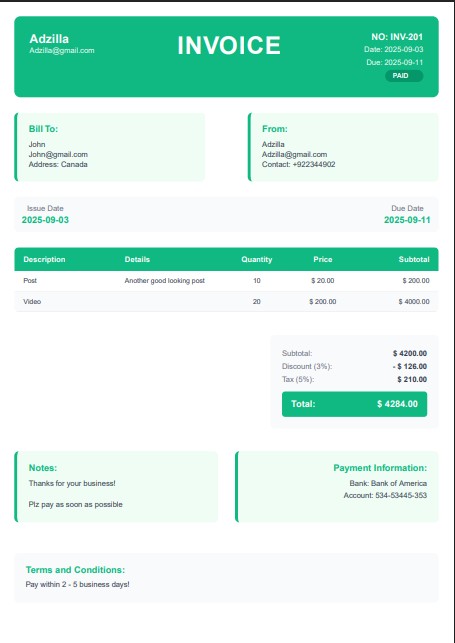 Adzilla
Adzilla@gmail.com
INVOICE
NO: INV-201
Date: 2025-09-03
Due: 2025-09-11
PAID
Bill To:
John
John@gmail.com
Address: Canada
From:
Adzilla
Adzilla@gmail.com
Contact: +922344902
Issue Date
2025-09-03
Due Date
2025-09-11
Description Details Quantity Price Subtotal
Post Another good looking post 10 $ 20.00 $ 200.00
Video 20 $ 200.00 $ 4000.00
Subtotal: $ 4200.00
Discount (3%): - $ 126.00
Tax (5%): $ 210.00
Total: $ 4284.00
Notes:
Thanks for your business!
Plz pay as soon as possible
Payment Information:
Bank: Bank of America
Account: 534-53445-353
Terms and Conditions:
Pay within 2 - 5 business days!